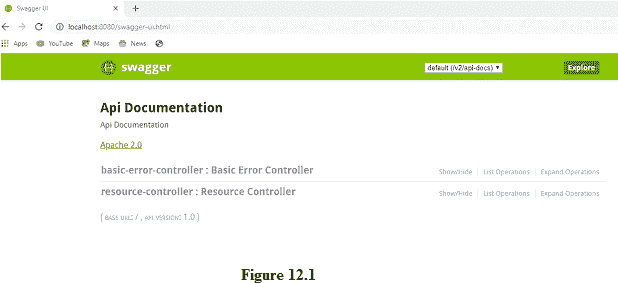 Swagger UI
localhost:8080/swagger-ui.html
Apps YouTube Maps News
swagger
default (/v2/api-docs)
Explore
Api Documentation
Api Documentation
Apache 2.0
basic-error-controller : Basic Error Controller
Show/Hide List Operations Expand Operations
resource-controller : Resource Controller
Show/Hide List Operations Expand Operations
[ BASE URL: / , API VERSION: 1.0 ]
Figure 12.1